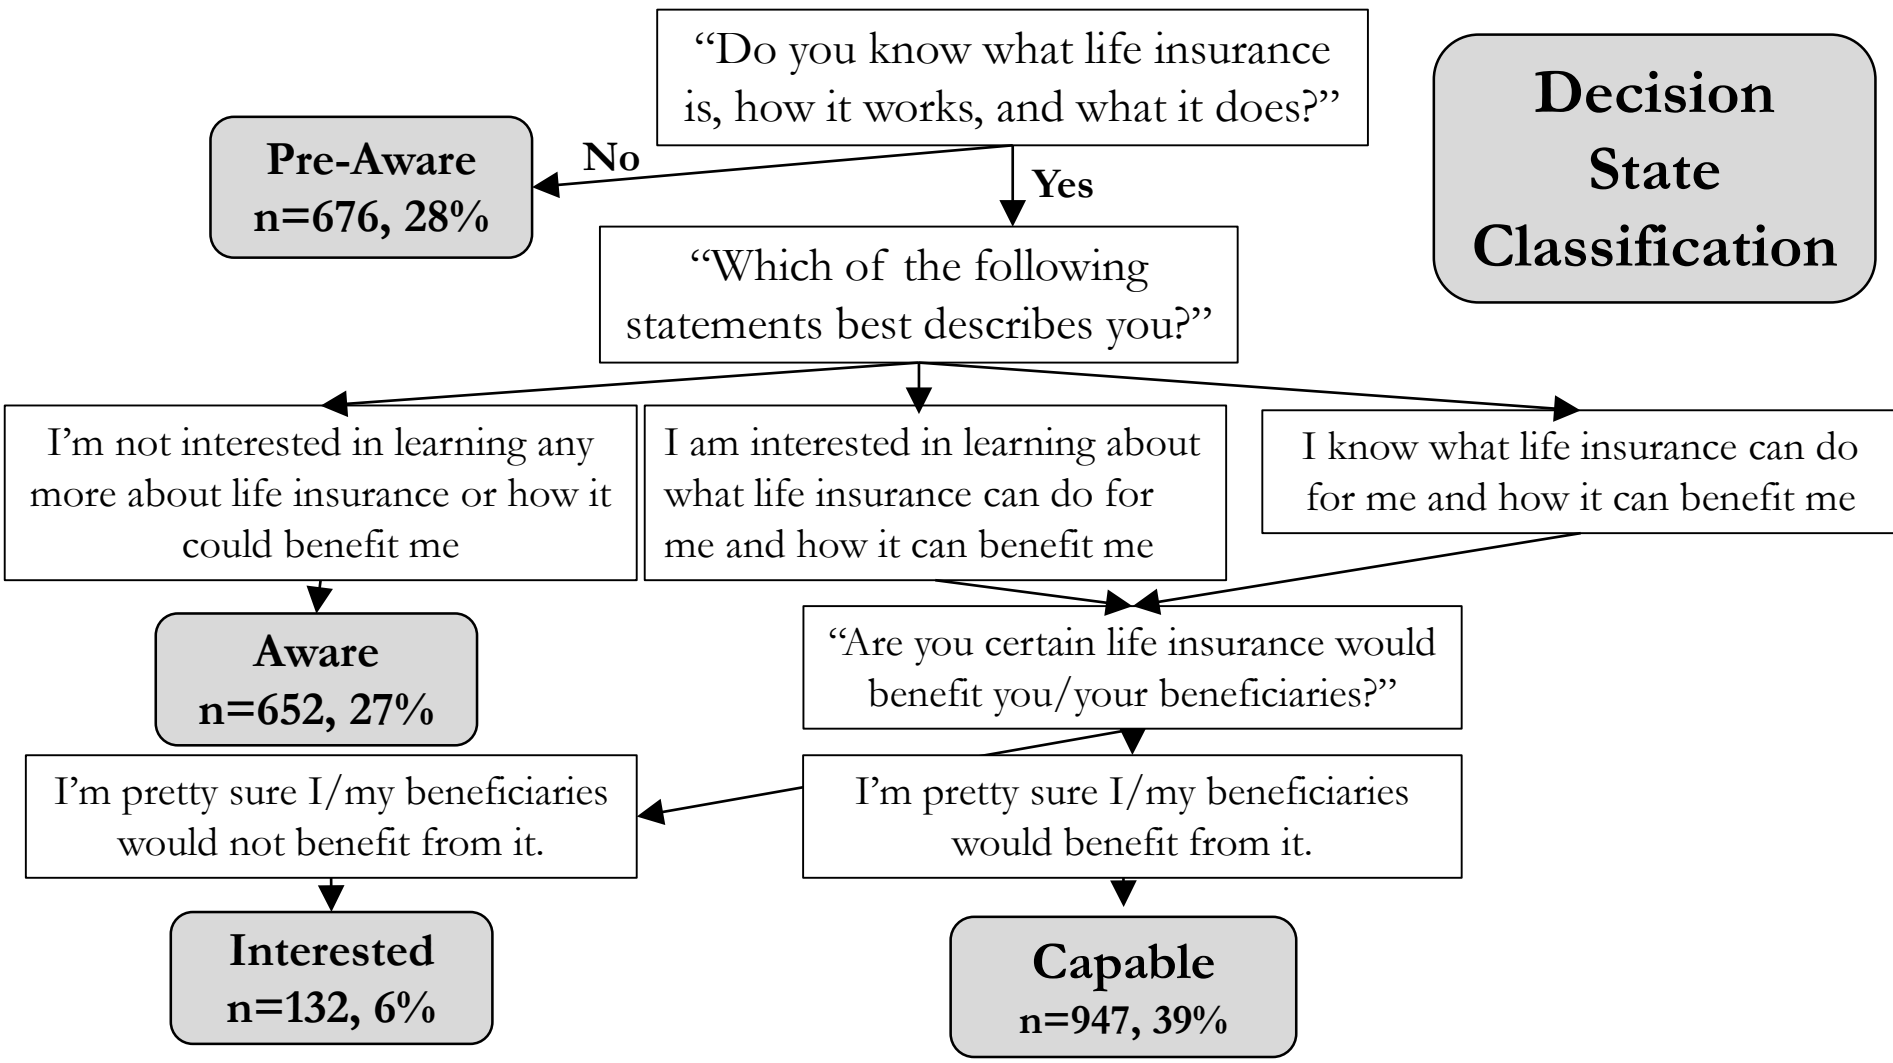 “Do you know what life insurance
is, how it works, and what it does?”
Decision
State
Classification
Pre-Aware
n=676, 28%
No
Yes
“Which of the following
statements best describes you?”
I’m not interested in learning any
more about life insurance or how it
could benefit me
I am interested in learning about
what life insurance can do for
me and how it can benefit me
I know what life insurance can do
for me and how it can benefit me
Aware
n=652, 27%
“Are you certain life insurance would
benefit you/your beneficiaries?”
I’m pretty sure I/my beneficiaries
would not benefit from it.
I’m pretty sure I/my beneficiaries
would benefit from it.
Interested
n=132, 6%
Capable
n=947, 39%